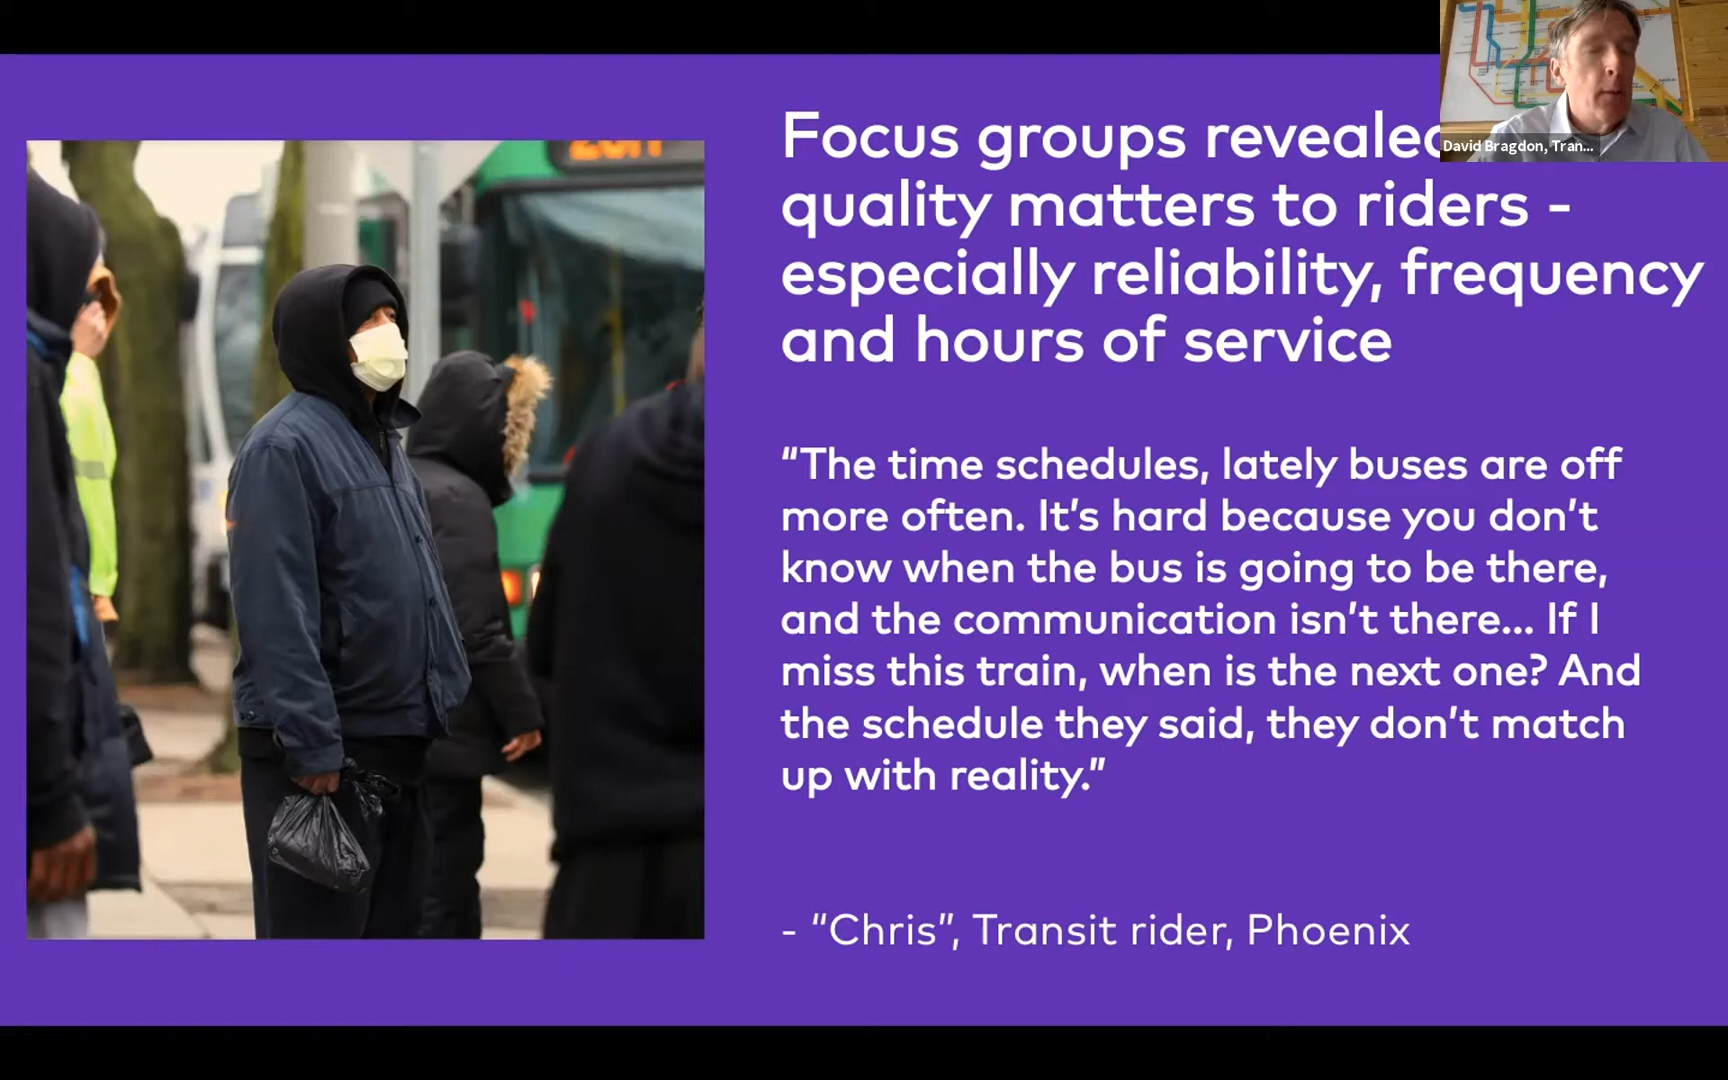 Focus groups revealed
quality matters to riders -
especially reliability, frequency
and hours of service
David Bragdon, Tran...
“The time schedules, lately buses are off
more often. It’s hard because you don’t
know when the bus is going to be there,
and the communication isn’t there... If I
miss this train, when is the next one? And
the schedule they said, they don’t match
up with reality.”
- “Chris”, Transit rider, Phoenix